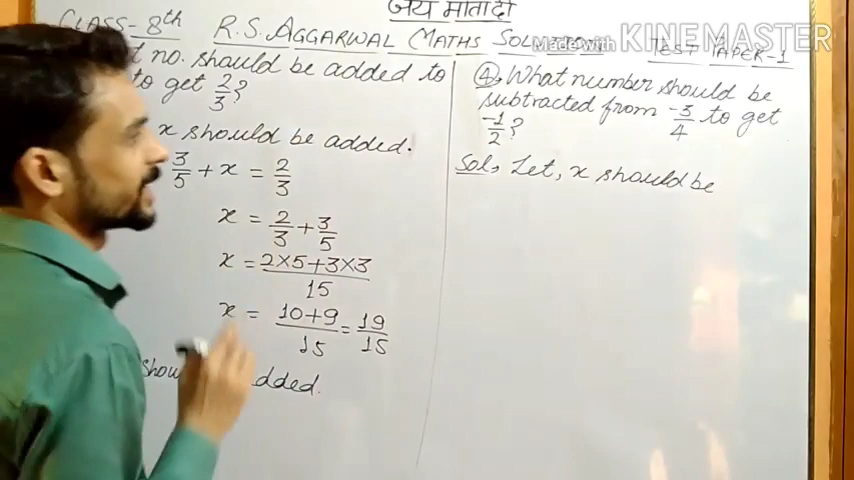 जय माता दी
CLASS-8th R.S. AGGARWAL MATHS SOL TEST PAPER-1
Made with KINEMASTER
no. should be added to
to get 2/3?
x should be added.
3/5 + x = 2/3
x = 2/3 + 3/5
x = 2×5+3×3/15
x = 10+9/15 = 19/15
should added.
④, What number should be
subtracted from -3/4 to get
-1/2?
Sol, Let, x should be